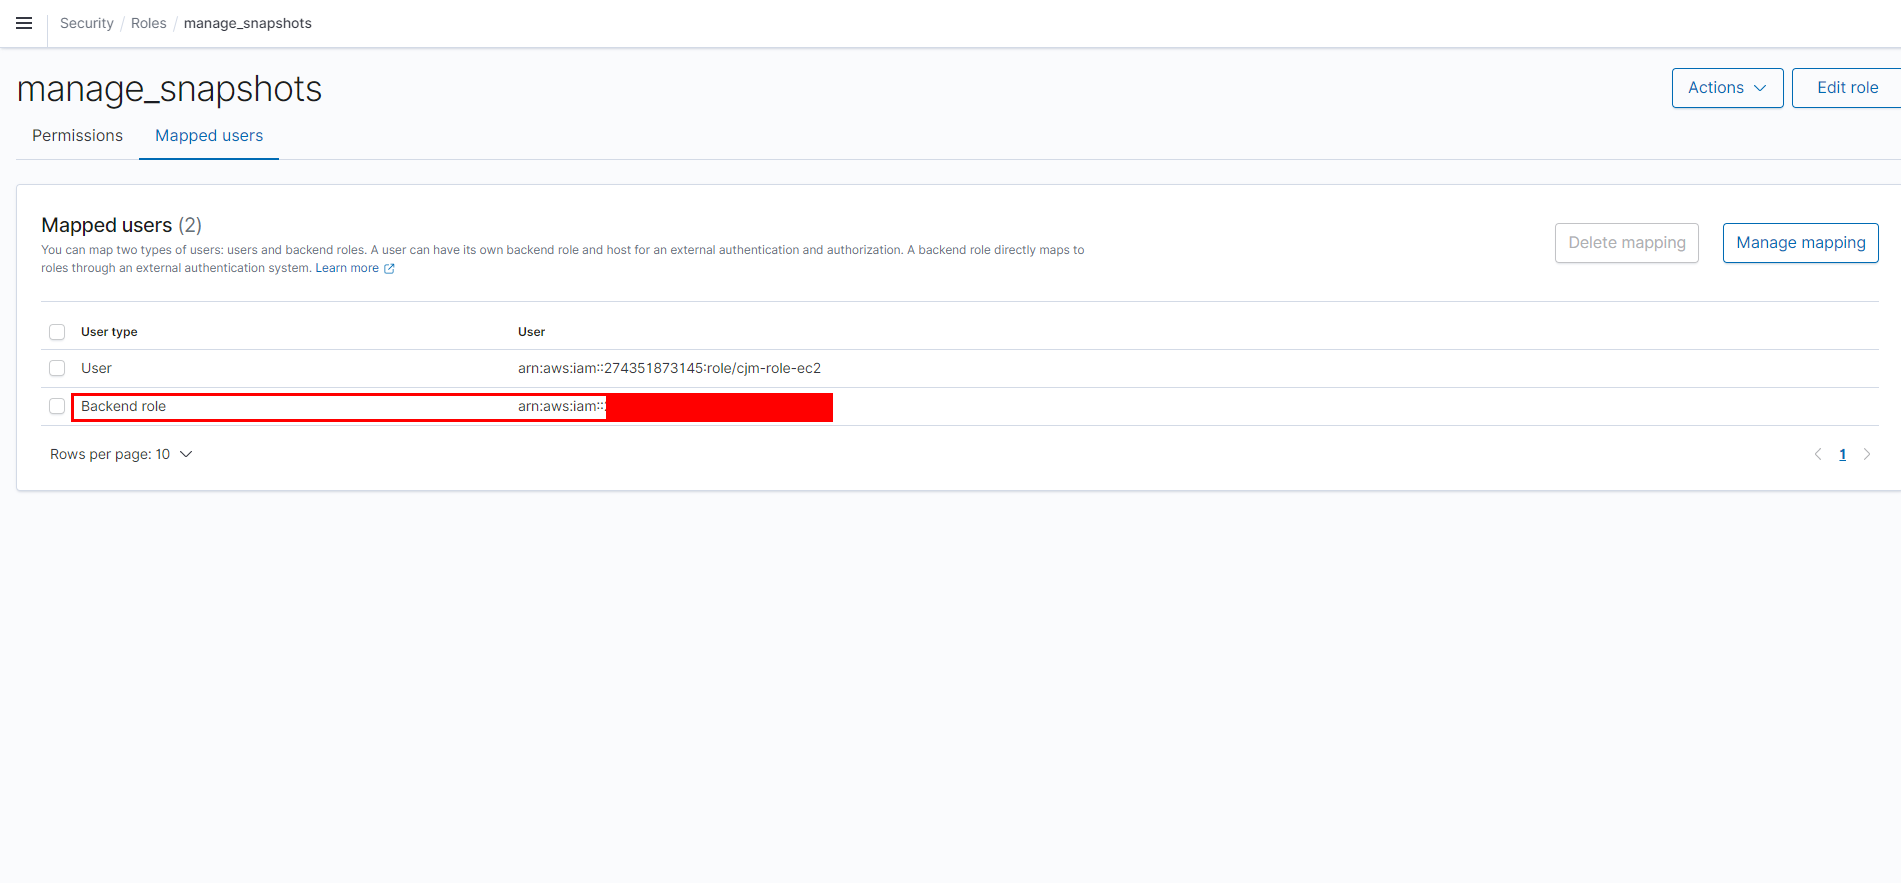 Security / Roles / manage_snapshots
manage_snapshots
Actions
Edit role
Permissions
Mapped users
Mapped users (2)
You can map two types of users: users and backend roles. A user can have its own backend role and host for an external authentication and authorization. A backend role directly maps to
roles through an external authentication system. Learn more
Delete mapping
Manage mapping
User type User
User arn:aws:iam::274351873145:role/cjm-role-ec2
Backend role arn:aws:iam::
Rows per page: 10
1